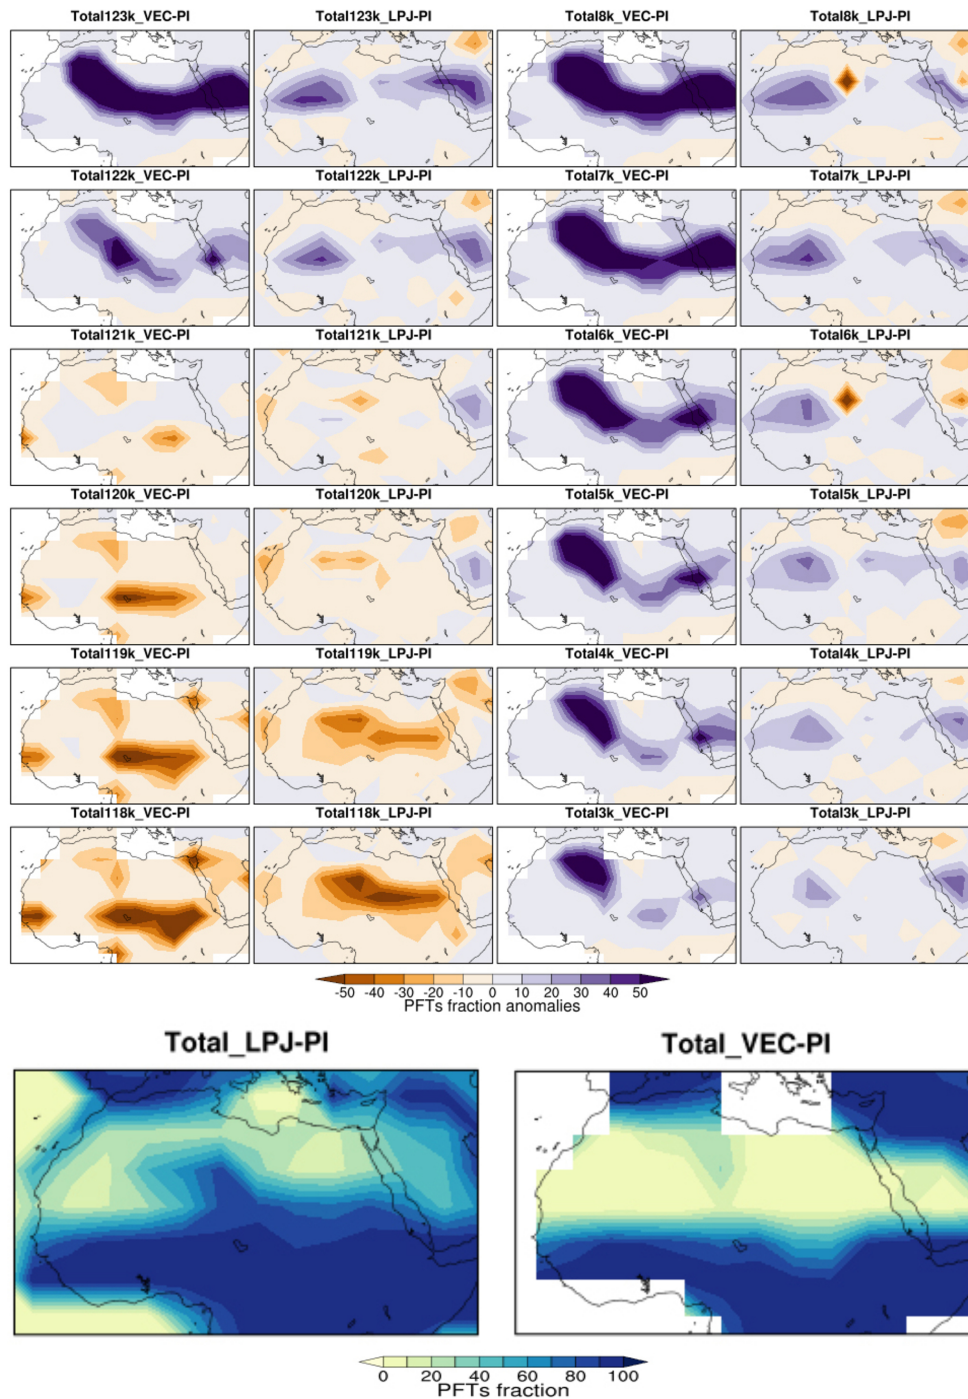 Total123k_VEC-PI Total123k_LPJ-PI Total8k_VEC-PI Total8k_LPJ-PI
Total122k_VEC-PI Total122k_LPJ-PI Total7k_VEC-PI Total7k_LPJ-PI
Total121k_VEC-PI Total121k_LPJ-PI Total6k_VEC-PI Total6k_LPJ-PI
Total120k_VEC-PI Total120k_LPJ-PI Total5k_VEC-PI Total5k_LPJ-PI
Total119k_VEC-PI Total119k_LPJ-PI Total4k_VEC-PI Total4k_LPJ-PI
Total118k_VEC-PI Total118k_LPJ-PI Total3k_VEC-PI Total3k_LPJ-PI
-50 -40 -30 -20 -10 0 10 20 30 40 50
PFTs fraction anomalies
Total_LPJ-PI Total_VEC-PI
0 20 40 60 80 100
PFTs fraction